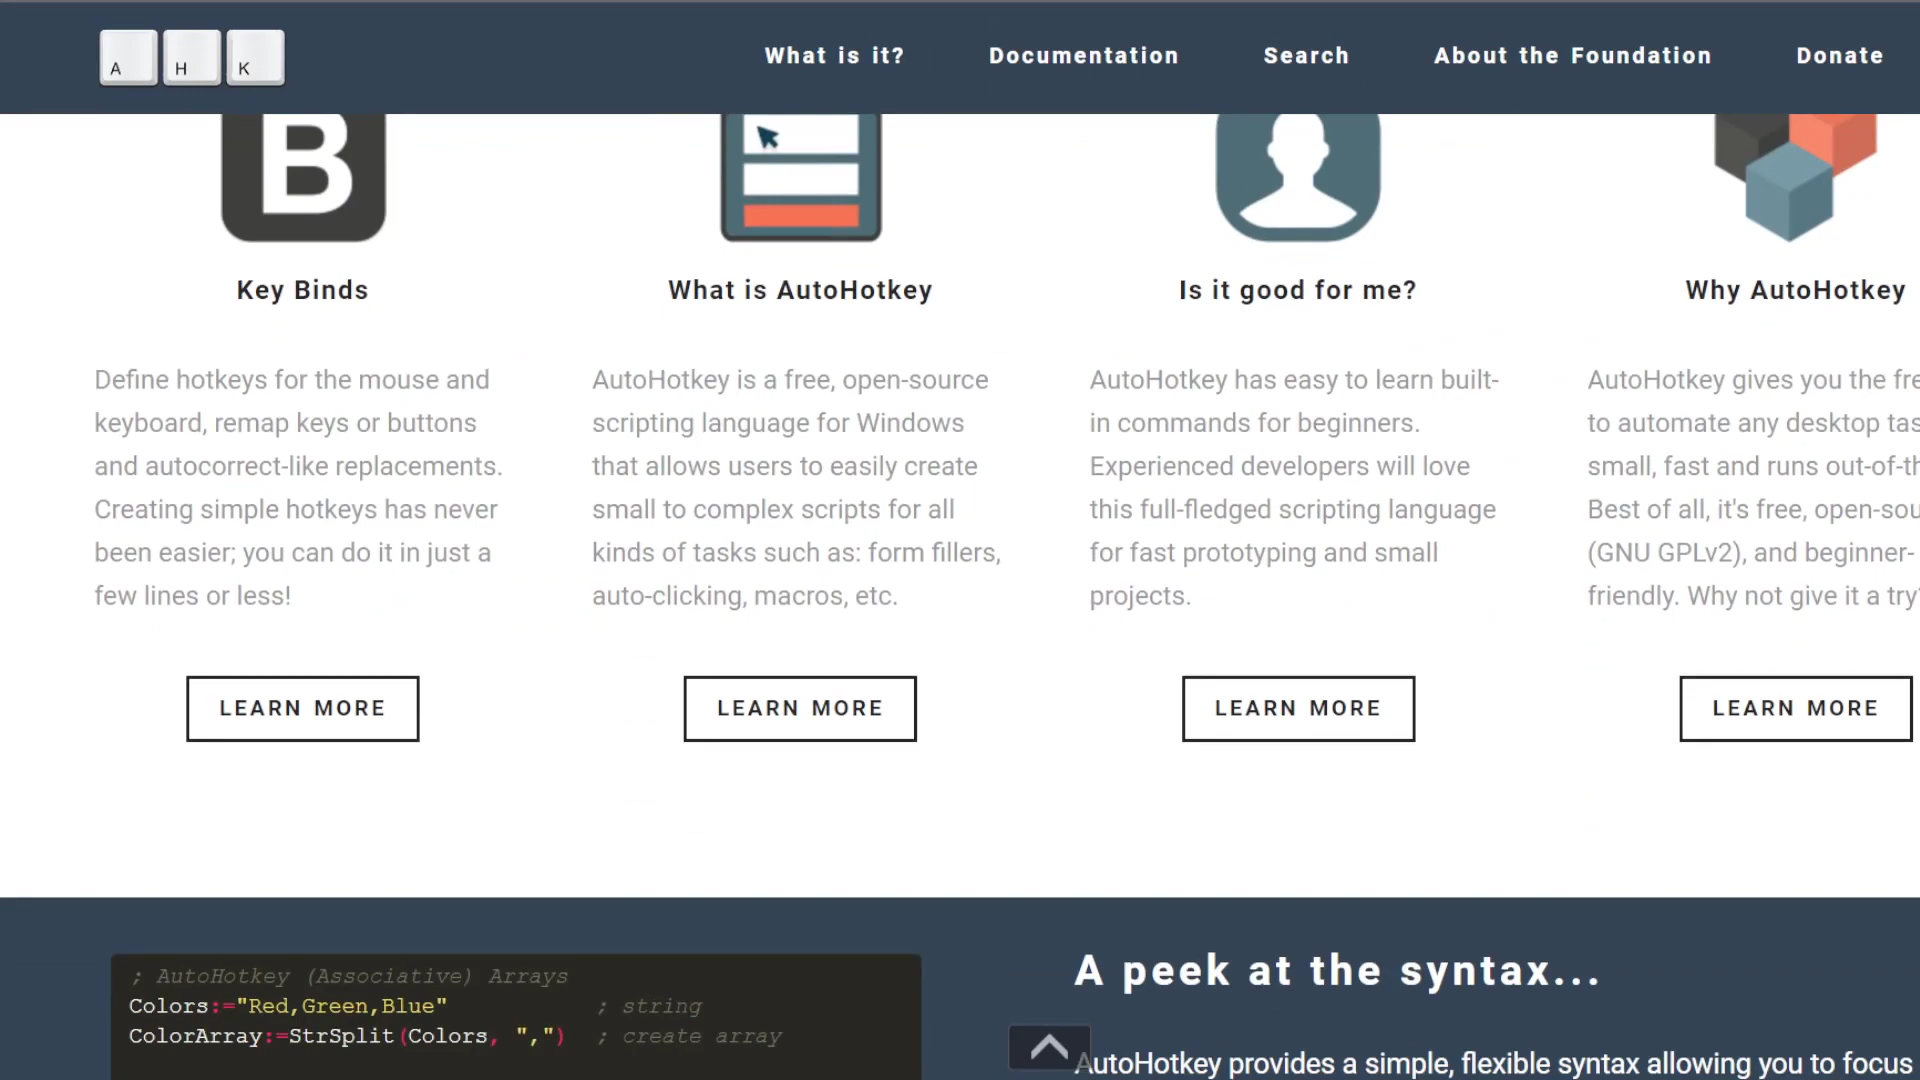 A H K
What is it? Documentation Search About the Foundation Donate
B
Key Binds
Define hotkeys for the mouse and
keyboard, remap keys or buttons
and autocorrect-like replacements.
Creating simple hotkeys has never
been easier; you can do it in just a
few lines or less!
LEARN MORE
What is AutoHotkey
AutoHotkey is a free, open-source
scripting language for Windows
that allows users to easily create
small to complex scripts for all
kinds of tasks such as: form fillers,
auto-clicking, macros, etc.
LEARN MORE
Is it good for me?
AutoHotkey has easy to learn built-
in commands for beginners.
Experienced developers will love
this full-fledged scripting language
for fast prototyping and small
projects.
LEARN MORE
Why AutoHotkey
AutoHotkey gives you the
to automate any desktop
small, fast and runs
Best of all, it's free,
(GNU GPLv2), and beginner-
friendly. Why not give it a try
LEARN MORE
; AutoHotkey (Associative) Arrays
Colors:="Red,Green,Blue" ; string
ColorArray:=StrSplit(Colors, ",") ; create array
A peek at the syntax...
AutoHotkey provides a simple, flexible syntax allowing you to focus